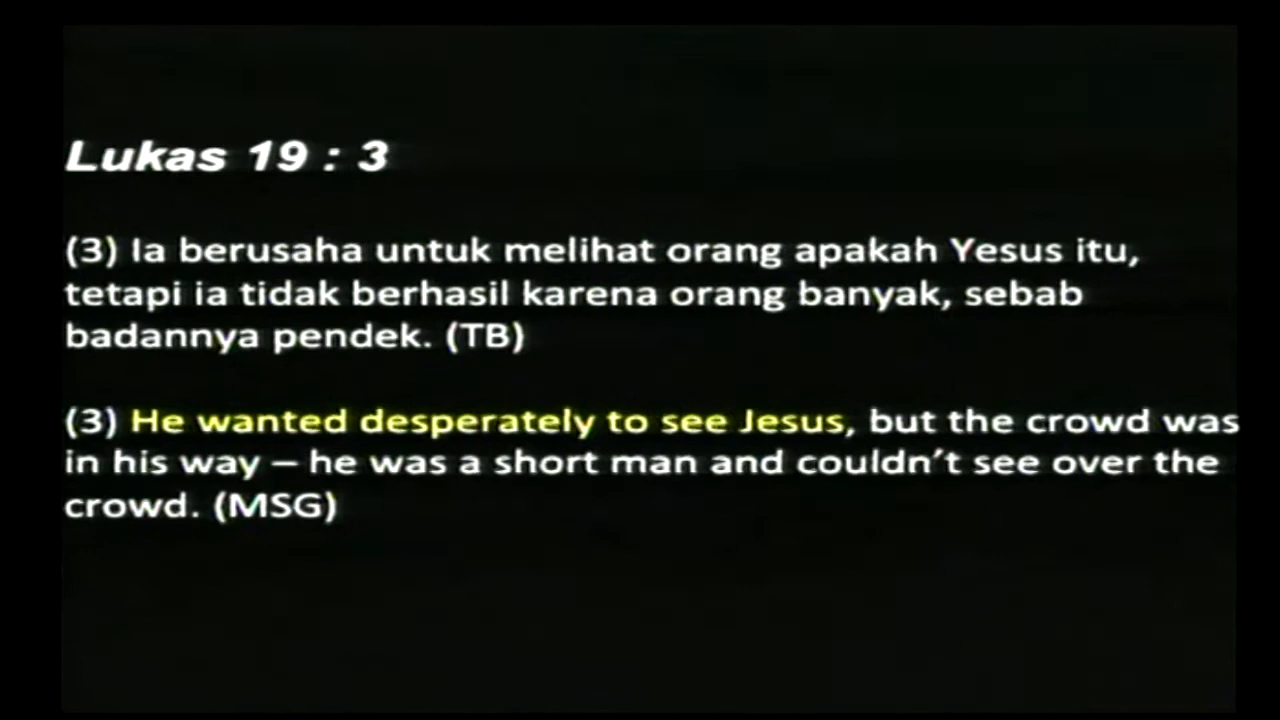 Lukas 19 : 3
(3) Ia berusaha untuk melihat orang apakah Yesus itu,
tetapi ia tidak berhasil karena orang banyak, sebab
badannya pendek. (TB)
(3) He wanted desperately to see Jesus, but the crowd was
in his way – he was a short man and couldn’t see over the
crowd. (MSG)